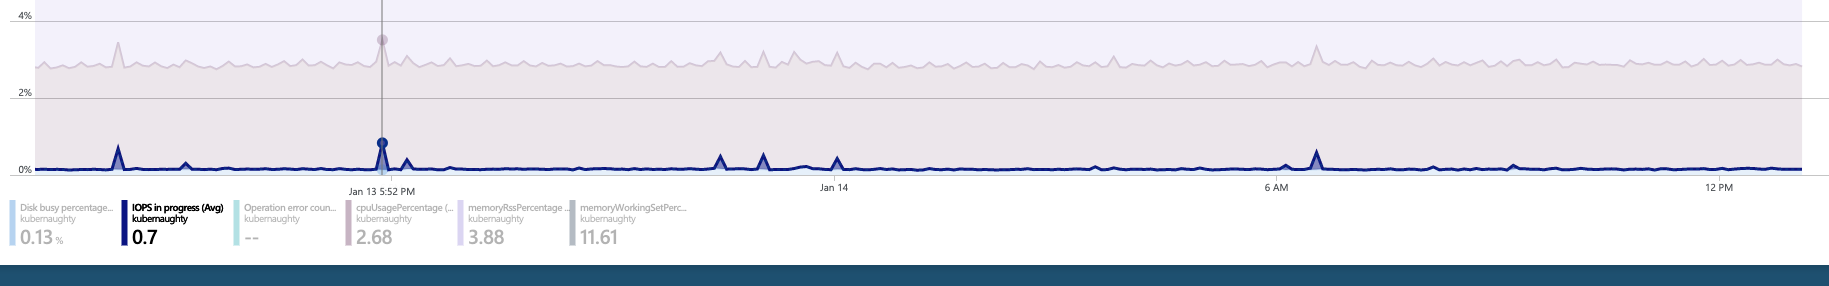 4%
2%
0%
Jan 13 5:52 PM
Jan 14
6 AM
12 PM
Disk busy percentage...
kubernaughty
0.13 %
IOPS in progress (Avg)
kubernaughty
0.7
Operation error coun...
kubernaughty
--
cpuUsagePercentage (...
kubernaughty
2.68
memoryRssPercentage ...
kubernaughty
3.88
memoryWorkingSetPerc...
kubernaughty
11.61